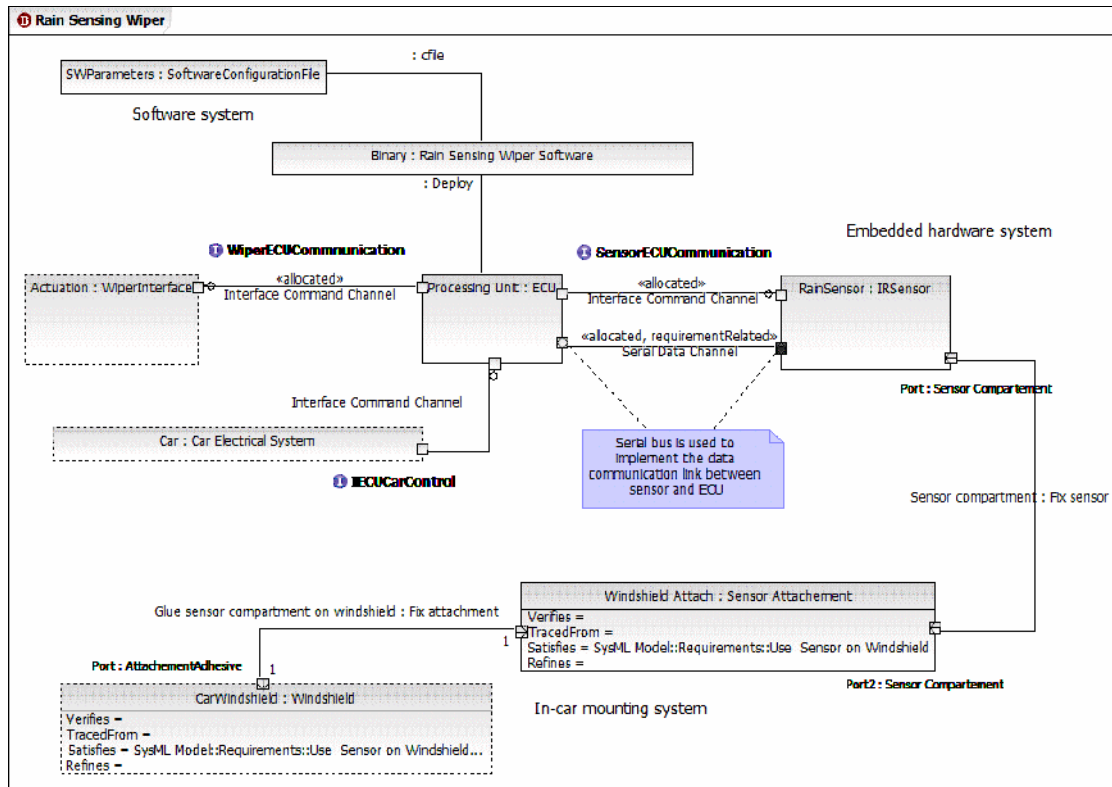 Rain Sensing Wiper
: cfile
SWParameters : SoftwareConfigurationFile
Software system
Binary : Rain Sensing Wiper Software
: Deploy
Embedded hardware system
WiperECUCommnunication
SensorECUCommunication
Actuation : WiperInterface
«allocated»
Interface Command Channel
Processing Unit : ECU
«allocated»
Interface Command Channel
RainSensor : IRSensor
«allocated, requirementRelated»
Serial Data Channel
Port : Sensor Compartement
Interface Command Channel
Car : Car Electrical System
IECUCarControl
Serial bus is used to
implement the data
communication link between
sensor and ECU
Sensor compartment : Fix sensor
Windshield Attach : Sensor Attachement
Verifies =
TracedFrom =
Satisfies = SysML Model::Requirements::Use Sensor on Windshield
Refines =
Glue sensor compartment on windshield : Fix attachment
1
1
Port : AttachementAdhesive
Port2 : Sensor Compartement
CarWindshield : Windshield
Verifies =
TracedFrom =
Satisfies = SysML Model::Requirements::Use Sensor on Windshield...
Refines =
In-car mounting system